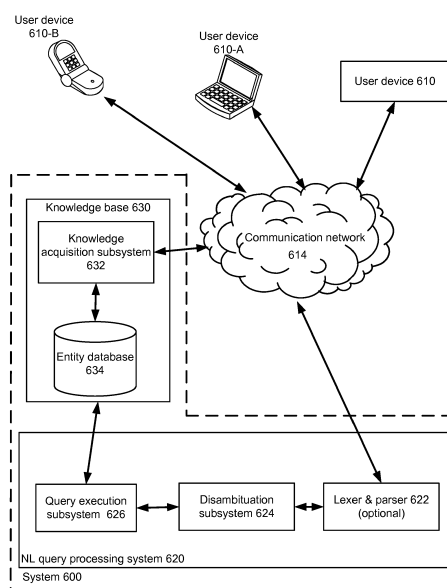 User device
610-B
User device
610-A
User device 610
Knowledge base 630
Knowledge
acquisition subsystem
632
Communication network
614
Entity database
634
Query execution
subsystem 626
Disambituation
subsystem 624
Lexer & parser 622
(optional)
NL query processing system 620
System 600